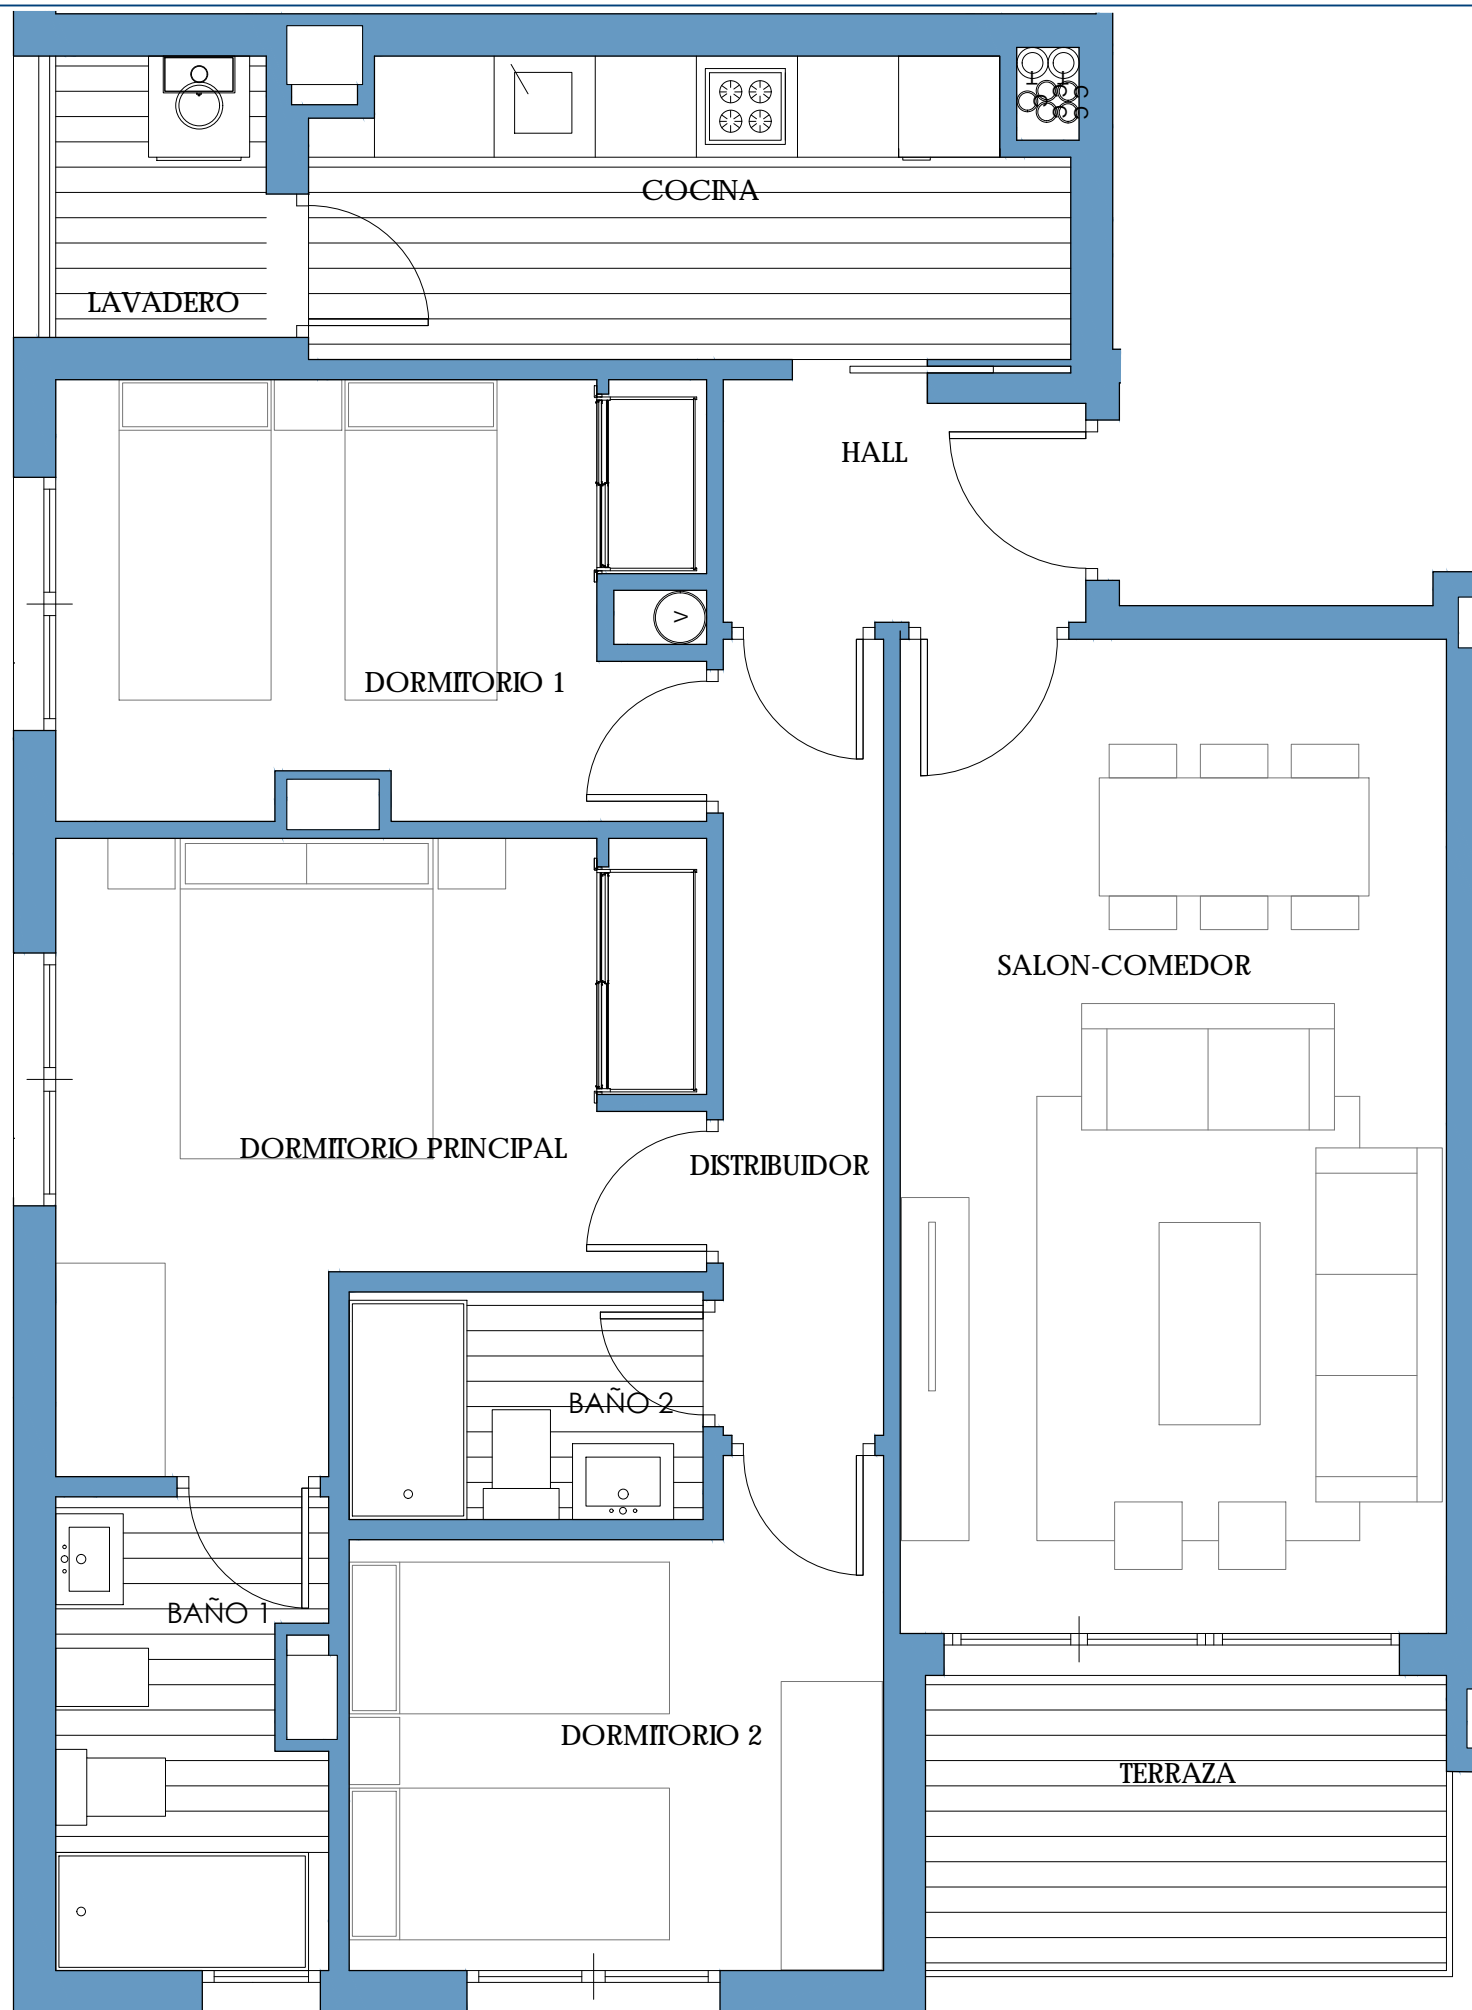 COCINA
LAVADERO
HALL
V
DORMITORIO 1
SALON-COMEDOR
DORMITORIO PRINCIPAL
DISTRIBUIDOR
BAÑO 2
BAÑO 1
DORMITORIO 2
TERRAZA